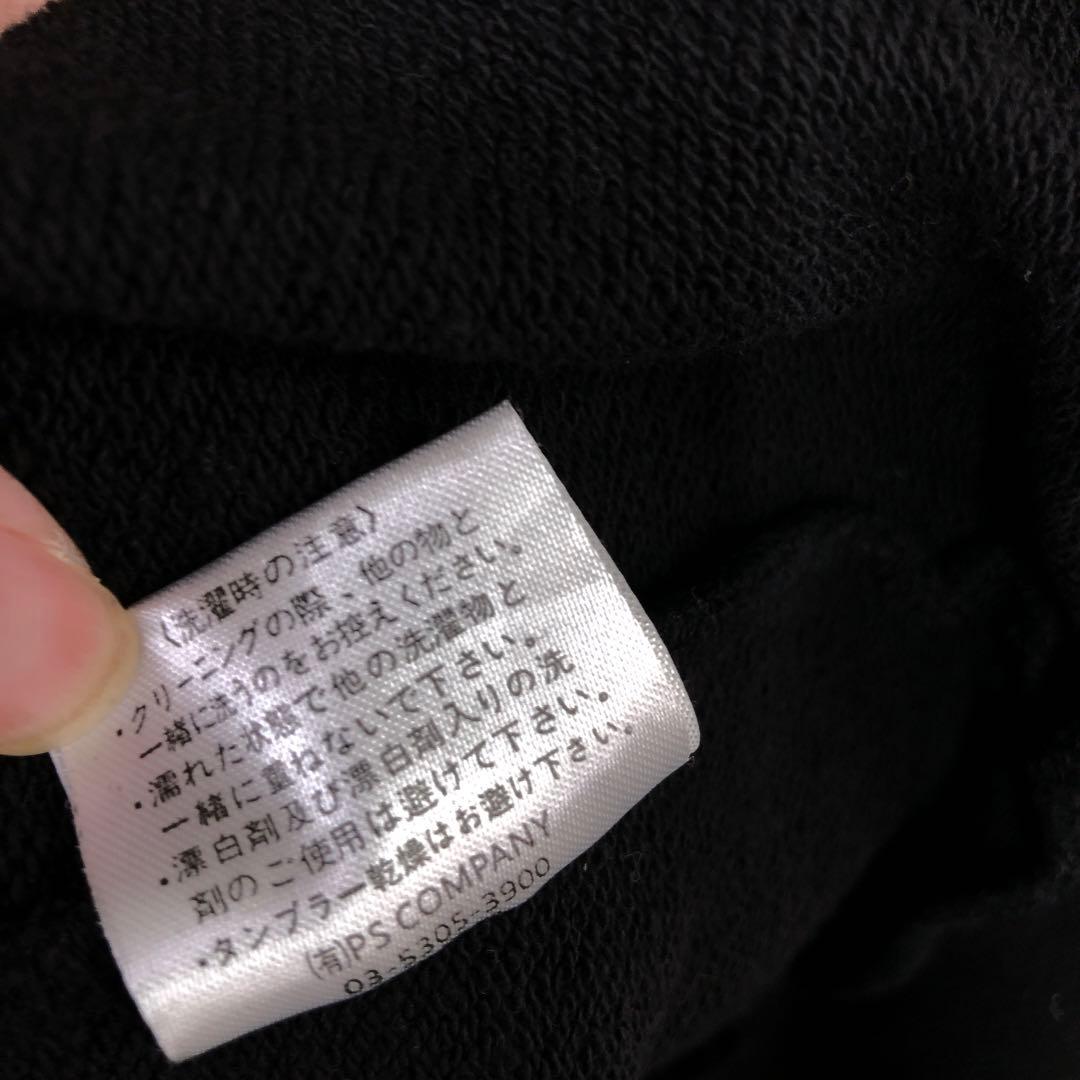 〈洗濯時の注意〉
・クリーニングの際、他の物と
一緒に洗うのをお控えください。
・濡れた状態で他の洗濯物と
一緒に重ねないで下さい。
・漂白剤及び漂白剤入りの洗
剤のご使用は避けて下さい。
・タンブラー乾燥はお避け下さい。
(有)PS COMPANY
03-5305-3900